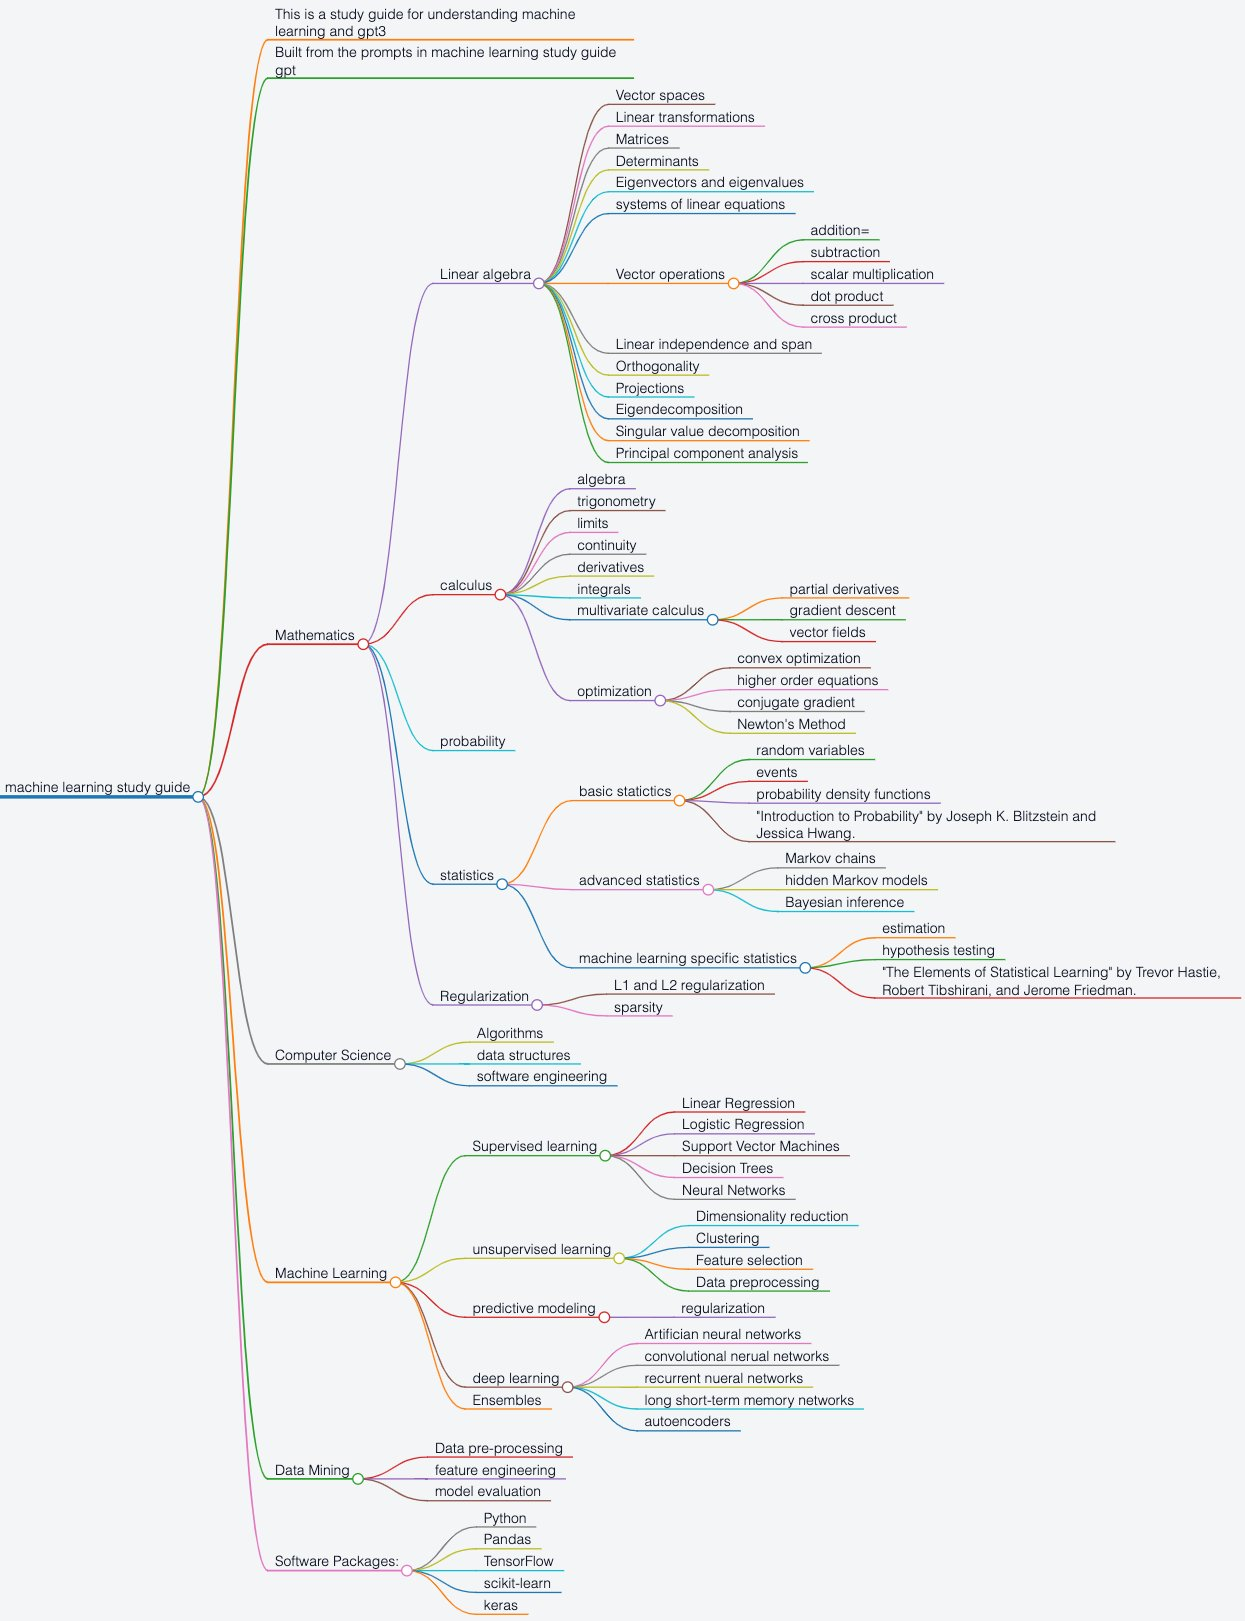 This is a study guide for understanding machine
learning and gpt3
Built from the prompts in machine learning study guide
gpt
Vector spaces
Linear transformations
Matrices
Determinants
Eigenvectors and eigenvalues
systems of linear equations
addition=
subtraction
Linear algebra
Vector operations
scalar multiplication
dot product
cross product
Linear independence and span
Orthogonality
Projections
Eigendecomposition
Singular value decomposition
Principal component analysis
algebra
trigonometry
limits
continuity
derivatives
calculus
integrals
partial derivatives
multivariate calculus
gradient descent
vector fields
Mathematics
convex optimization
higher order equations
optimization
conjugate gradient
Newton's Method
probability
random variables
events
machine learning study guide
basic statictics
probability density functions
"Introduction to Probability" by Joseph K. Blitzstein and
Jessica Hwang.
Markov chains
statistics
advanced statistics
hidden Markov models
Bayesian inference
estimation
hypothesis testing
machine learning specific statistics
"The Elements of Statistical Learning" by Trevor Hastie,
Robert Tibshirani, and Jerome Friedman.
L1 and L2 regularization
Regularization
sparsity
Algorithms
Computer Science
data structures
software engineering
Linear Regression
Logistic Regression
Supervised learning
Support Vector Machines
Decision Trees
Neural Networks
Dimensionality reduction
Clustering
unsupervised learning
Feature selection
Machine Learning
Data preprocessing
predictive modeling
regularization
Artifician neural networks
convolutional nerual networks
deep learning
recurrent nueral networks
Ensembles
long short-term memory networks
autoencoders
Data pre-processing
Data Mining
feature engineering
model evaluation
Python
Pandas
Software Packages:
TensorFlow
scikit-learn
keras